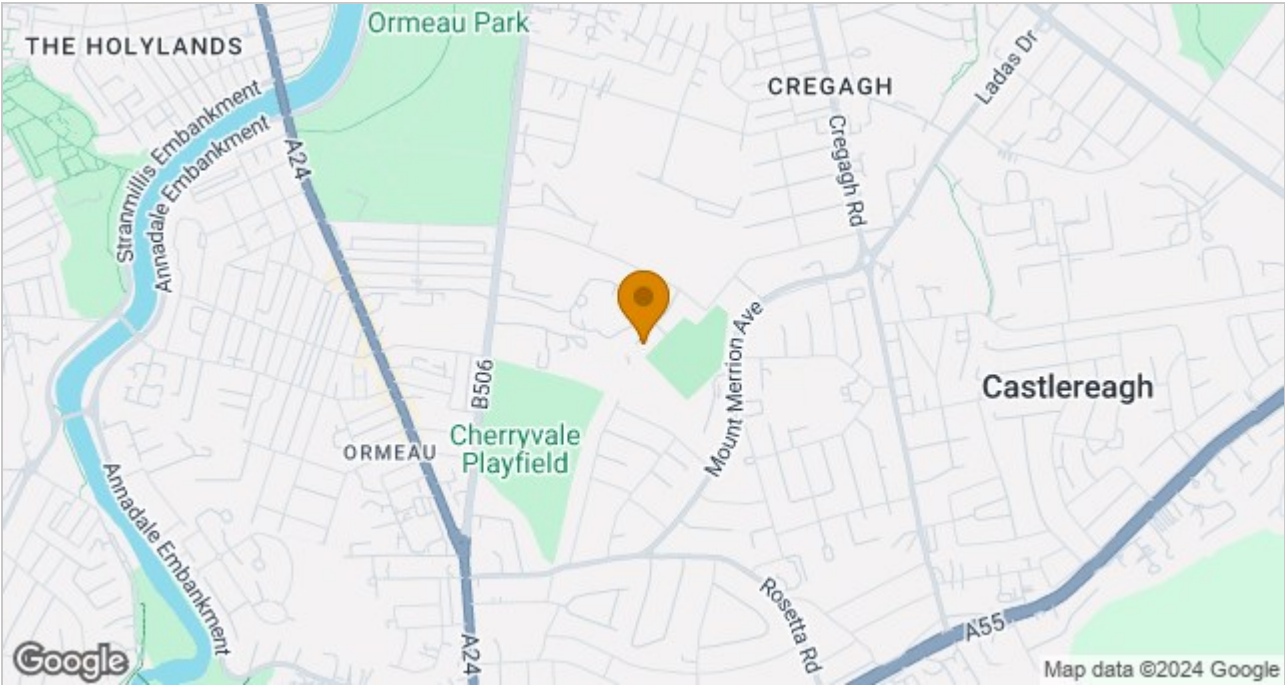 Ormeau Park
THE HOLYLANDS
Stranmillis Embankment
Annadale Embankment
A24
CREGAGH
Ladas Dr
Cregagh Rd
Mount Merrion Ave
B506
Castlereagh
ORMEAU
Cherryvale
Playfield
Annadale Embankment
A24
Rosetta Rd
A55
Google
Map data ©2024 Google